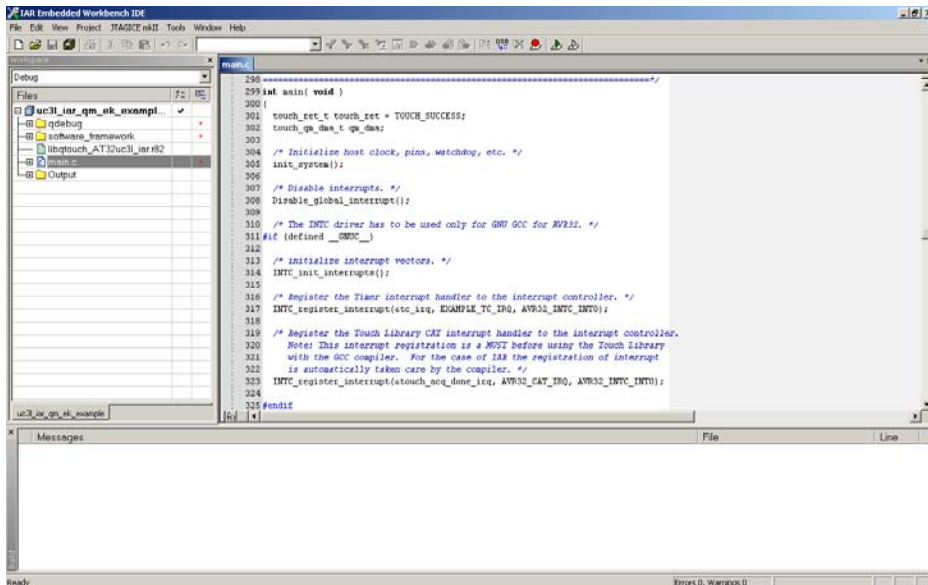 IAR Embedded Workbench IDE
File Edit View Project JTAGICE mkII Tools Window Help
Workspace
main.c
Debug
Files
uc3l_iar_qm_ek_exampl...
qdebug
software_framework
libqtouch_AT32uc3l_iar.r82
main.c
Output
uc3l_iar_qm_ek_example
298 ==============================================================================*/
299 int main( void )
300 {
301 touch_ret_t touch_ret = TOUCH_SUCCESS;
302 touch_qm_dma_t qm_dma;
303
304 /* Initialize host clock, pins, watchdog, etc. */
305 init_system();
306
307 /* Disable interrupts. */
308 Disable_global_interrupt();
309
310 /* The INTC driver has to be used only for GNU GCC for AVR32. */
311 #if (defined __GNUC__)
312
313 /* initialize interrupt vectors. */
314 INTC_init_interrupts();
315
316 /* Register the Timer interrupt handler to the interrupt controller. */
317 INTC_register_interrupt(&tc_irq, EXAMPLE_TC_IRQ, AVR32_INTC_INT0);
318
319 /* Register the Touch Library CAT interrupt handler to the interrupt controller.
320 Note: This interrupt registration is a MUST before using the Touch Library
321 with the GCC compiler. For the case of IAR the registration of interrupt
322 is automatically taken care by the compiler. */
323 INTC_register_interrupt(&touch_acq_done_irq, AVR32_CAT_IRQ, AVR32_INTC_INT0);
324
325 #endif
Messages File Line
Build
Ready
Errors 0, Warnings 0